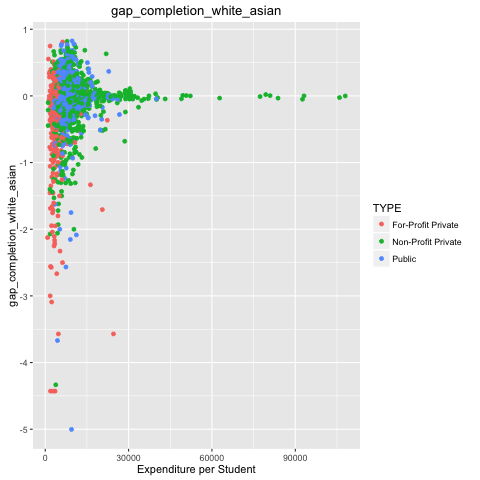 gap_completion_white_asian
1
0
-1
-2
-3
-4
-5
gap_completion_white_asian
0
30000
60000
90000
Expenditure per Student
TYPE
For-Profit Private
Non-Profit Private
Public